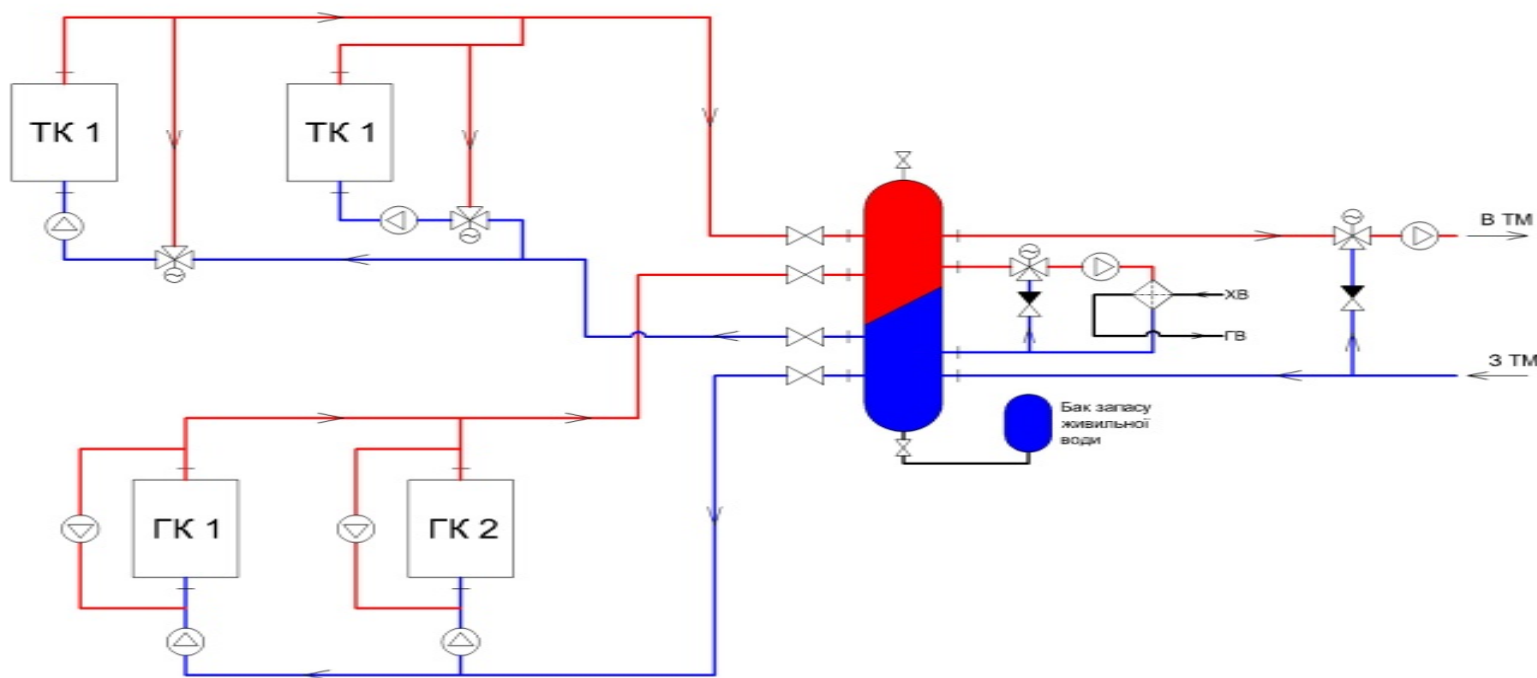 ТК 1
ТК 1
В ТМ
ХВ
ГВ
З ТМ
Бак запасу
живильної
води
ГК 1
ГК 2